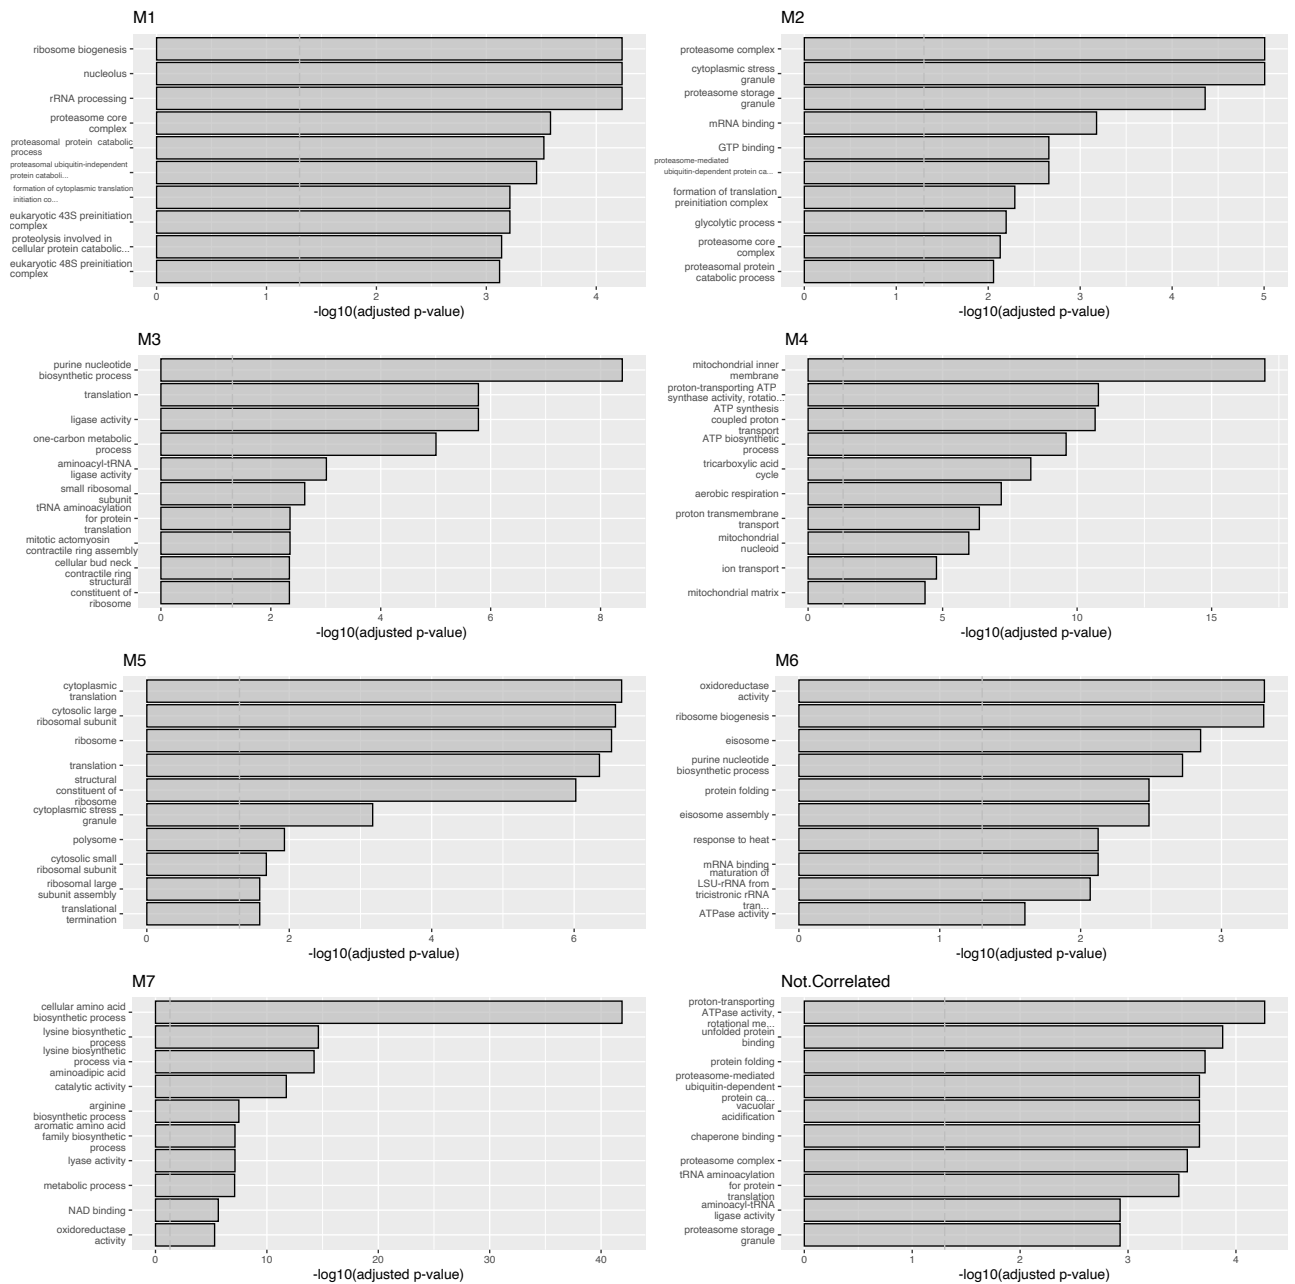 M1
ribosome biogenesis
nucleolus
rRNA processing
proteasome core
complex
proteasomal protein catabolic
process
proteasomal ubiquitin-independent
protein cataboli...
formation of cytoplasmic translation
initiation co...
eukaryotic 43S preinitiation
complex
proteolysis involved in
cellular protein catabolic...
eukaryotic 48S preinitiation
complex
0 1 2 3 4
-log10(adjusted p-value)
M2
proteasome complex
cytoplasmic stress
granule
proteasome storage
granule
mRNA binding
GTP binding
proteasome-mediated
ubiquitin-dependent protein ca...
formation of translation
preinitiation complex
glycolytic process
proteasome core
complex
proteasomal protein
catabolic process
0 1 2 3 4 5
-log10(adjusted p-value)
M3
purine nucleotide
biosynthetic process
translation
ligase activity
one-carbon metabolic
process
aminoacyl-tRNA
ligase activity
small ribosomal
subunit
tRNA aminoacylation
for protein
translation
mitotic actomyosin
contractile ring assembly
cellular bud neck
contractile ring
structural
constituent of
ribosome
0 2 4 6 8
-log10(adjusted p-value)
M4
mitochondrial inner
membrane
proton-transporting ATP
synthase activity, rotatio...
ATP synthesis
coupled proton
transport
ATP biosynthetic
process
tricarboxylic acid
cycle
aerobic respiration
proton transmembrane
transport
mitochondrial
nucleoid
ion transport
mitochondrial matrix
0 5 10 15
-log10(adjusted p-value)
M5
cytoplasmic
translation
cytosolic large
ribosomal subunit
ribosome
translation
structural
constituent of
ribosome
cytoplasmic stress
granule
polysome
cytosolic small
ribosomal subunit
ribosomal large
subunit assembly
translational
termination
0 2 4 6
-log10(adjusted p-value)
M6
oxidoreductase
activity
ribosome biogenesis
eisosome
purine nucleotide
biosynthetic process
protein folding
eisosome assembly
response to heat
mRNA binding
maturation of
LSU-rRNA from
tricistronic rRNA
tran...
ATPase activity
0 1 2 3
-log10(adjusted p-value)
M7
cellular amino acid
biosynthetic process
lysine biosynthetic
process
lysine biosynthetic
process via
aminoadipic acid
catalytic activity
arginine
biosynthetic process
aromatic amino acid
family biosynthetic
process
lyase activity
metabolic process
NAD binding
oxidoreductase
activity
0 10 20 30 40
-log10(adjusted p-value)
Not.Correlated
proton-transporting
ATPase activity,
rotational me...
unfolded protein
binding
protein folding
proteasome-mediated
ubiquitin-dependent
protein ca...
vacuolar
acidification
chaperone binding
proteasome complex
tRNA aminoacylation
for protein
translation
aminoacyl-tRNA
ligase activity
proteasome storage
granule
0 1 2 3 4
-log10(adjusted p-value)